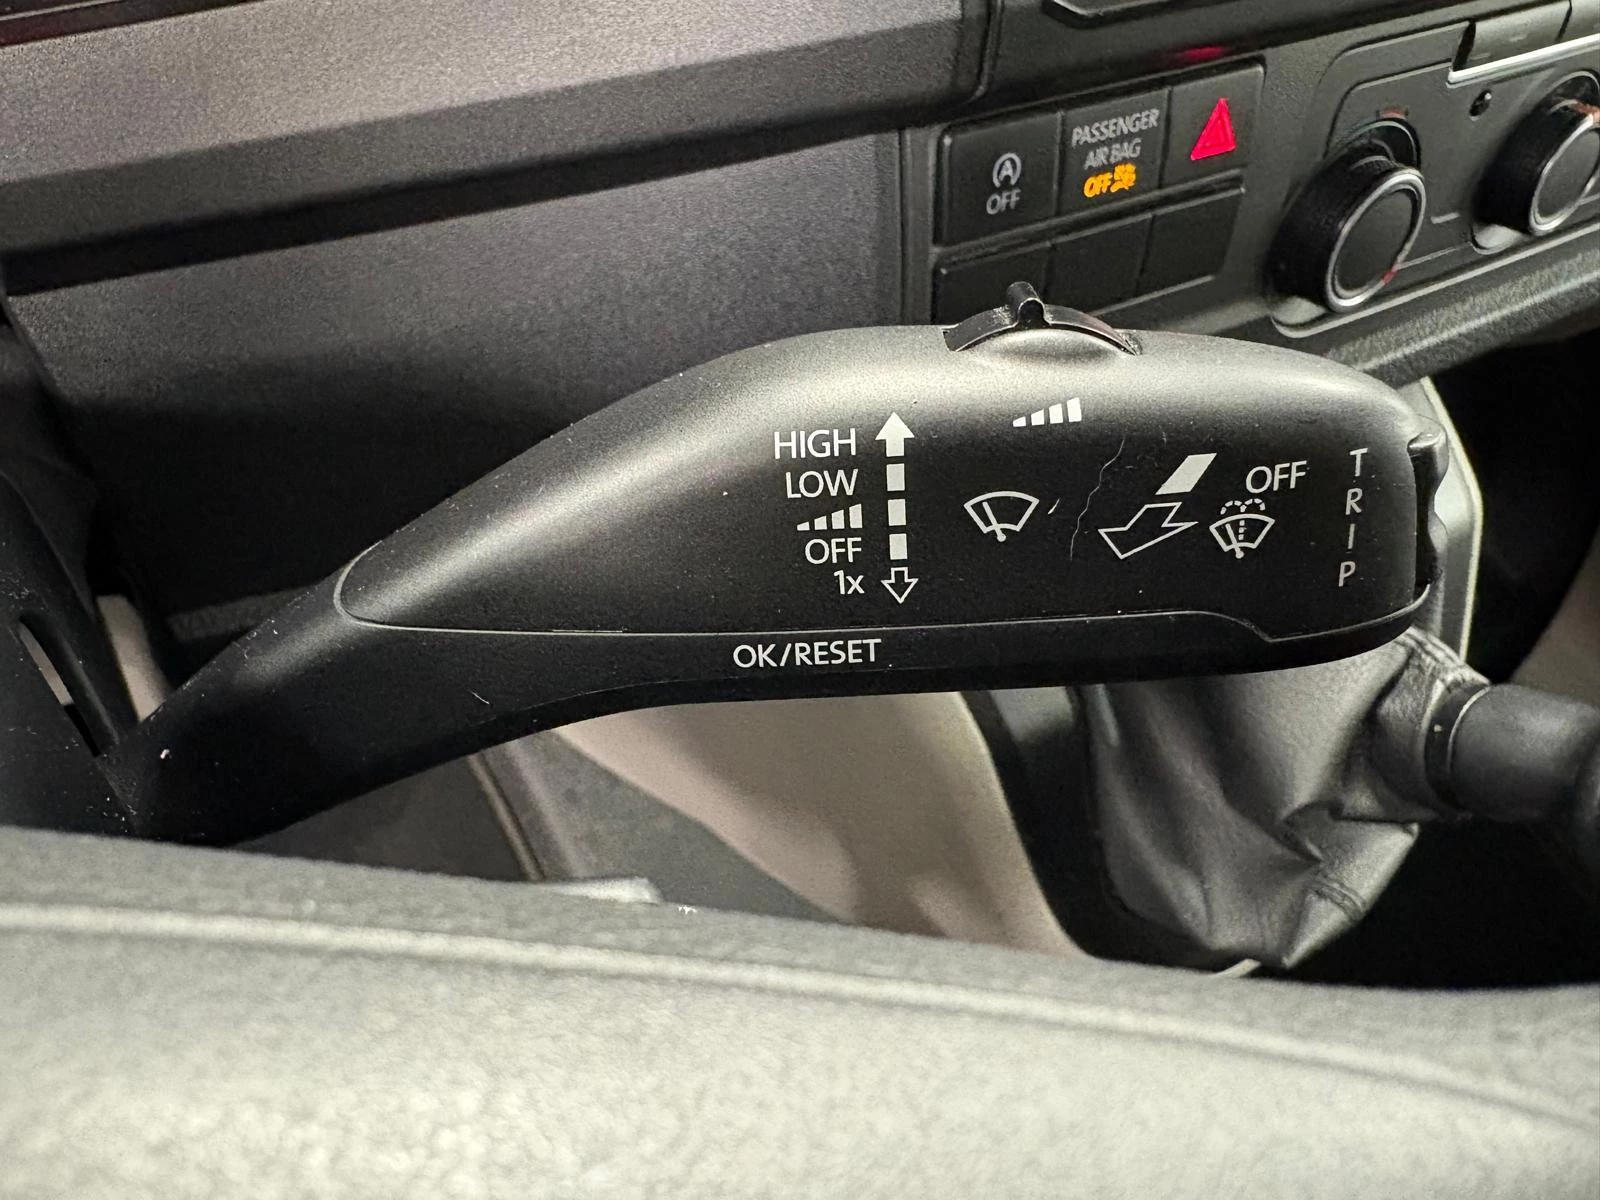 PASSENGER
AIR BAG
OFF
A
OFF
HIGH
LOW
OFF
1x
OFF
TRIP
OK/RESET